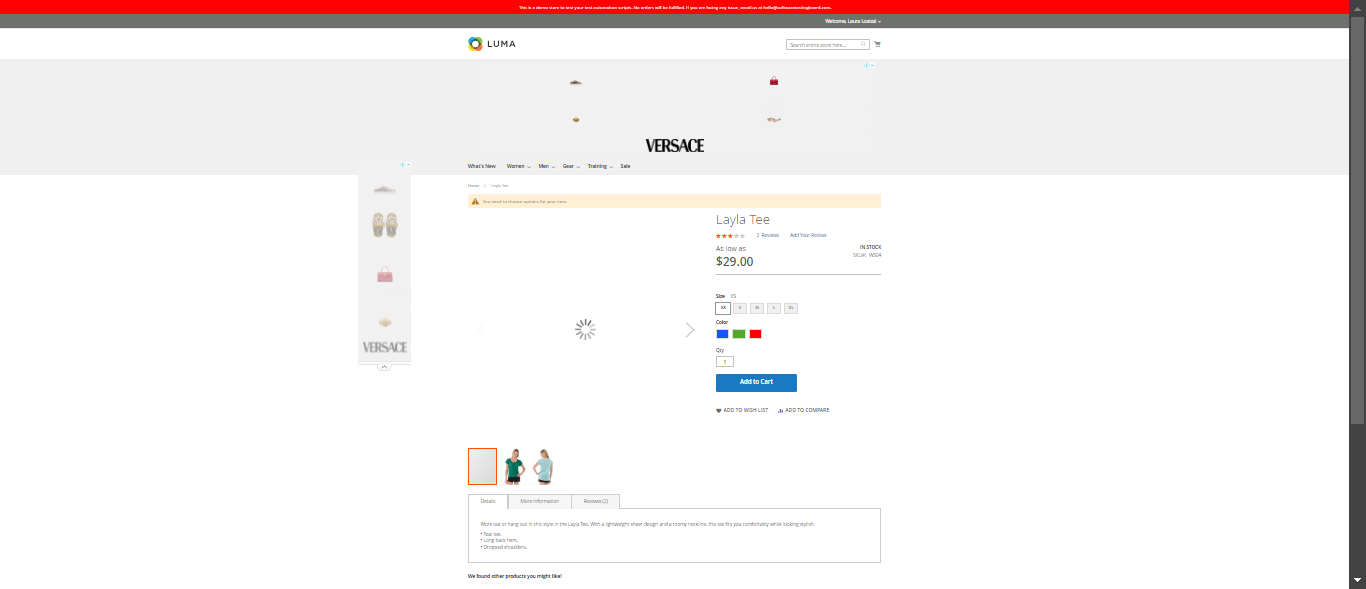 This is a demo store to test your test automation scripts. No orders will be fulfilled. If you are facing any issue, email us at hello@softwaretestingboard.com.
Welcome, Laura
LUMA
Search entire store here...
VERSACE
What's New Women Men Gear Training Sale
Home Layla Tee
You need to choose options for your item.
Layla Tee
2 Reviews Add Your Review
As low as
IN STOCK
$29.00
SKU#: WS04
Size XS
XS S M L XL
Color
VERSACE
Qty
1
Add to Cart
ADD TO WISH LIST ADD TO COMPARE
Details More Information Reviews (2)
Work out or hang out in chic style in the Layla Tee. With a lightweight sheer design and a roomy neckline, this tee fits you comfortably while looking stylish.
• Teal tee.
• Long back hem.
• Dropped shoulders.
We found other products you might like!